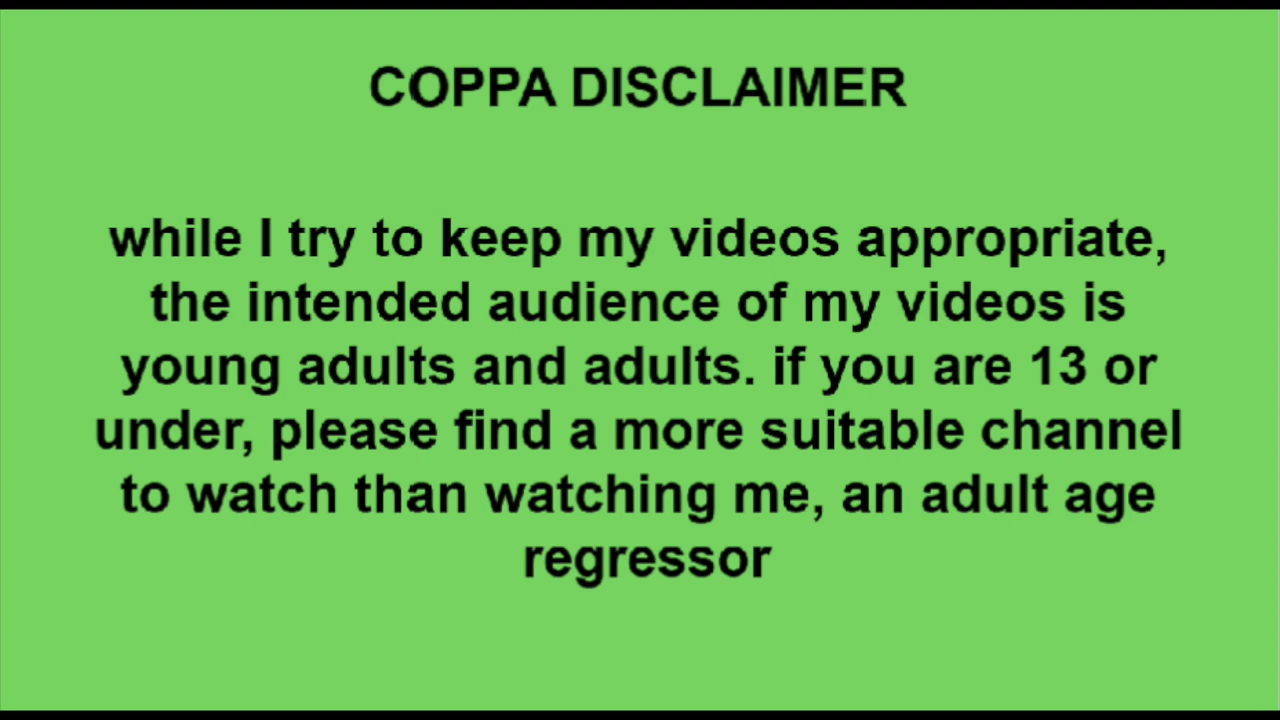 COPPA DISCLAIMER
while I try to keep my videos appropriate,
the intended audience of my videos is
young adults and adults. if you are 13 or
under, please find a more suitable channel
to watch than watching me, an adult age
regressor